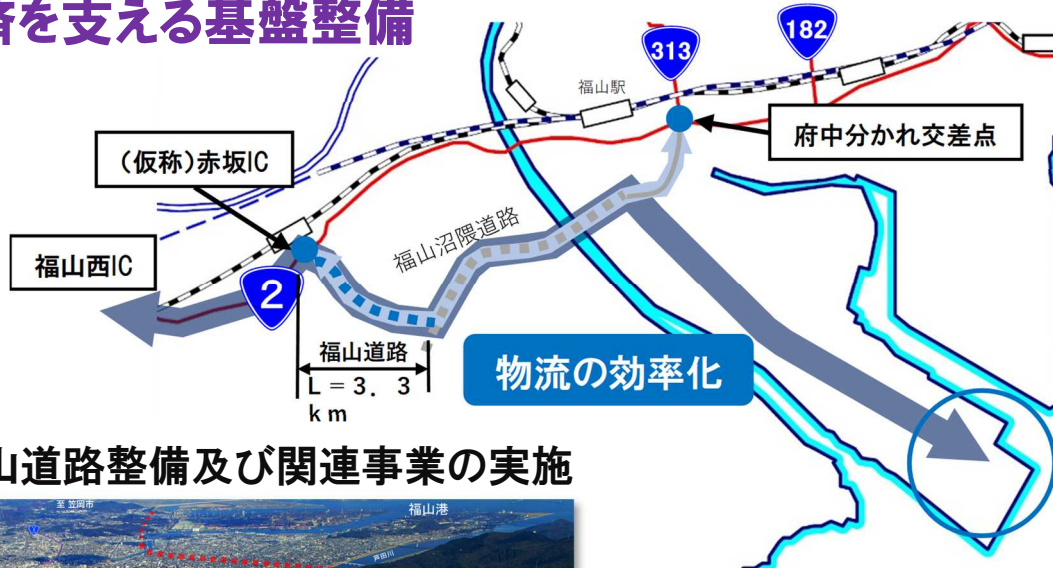 済を支える基盤整備
182
313
福山駅
府中分かれ交差点
（仮称）赤坂IC
福山沼隈道路
福山西IC
2
福山道路
L＝3．3
km
物流の効率化
山道路整備及び関連事業の実施
至 笠岡市
福山港
2
芦田川